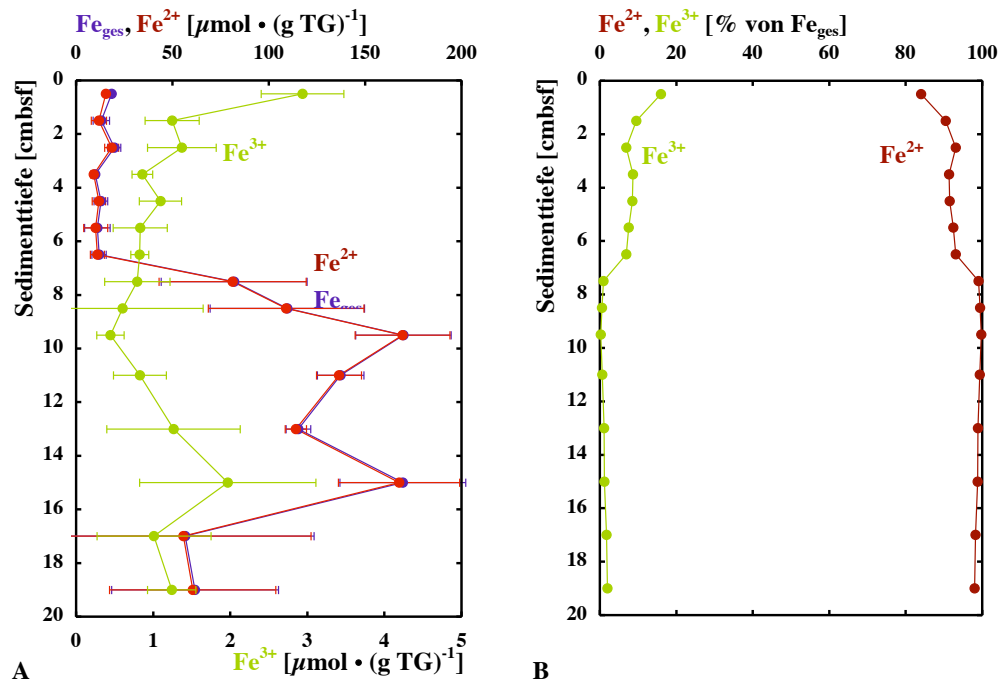 Fe_ges, Fe²⁺ [µmol • (g TG)⁻¹
0 50 100 150 200
Sedimenttiefe [cmbsf]
0
2
4
6
8
10
12
14
16
18
20
Fe³⁺
Fe²⁺
Fe_ges
0 1 2 3 4 5
Fe³⁺ [µmol • (g TG)⁻¹]
A
Fe²⁺, Fe³⁺ [% von Fe_ges]
0 20 40 60 80 100
Sedimenttiefe [cmbsf]
0
2
4
6
8
10
12
14
16
18
20
Fe³⁺
Fe²⁺
B